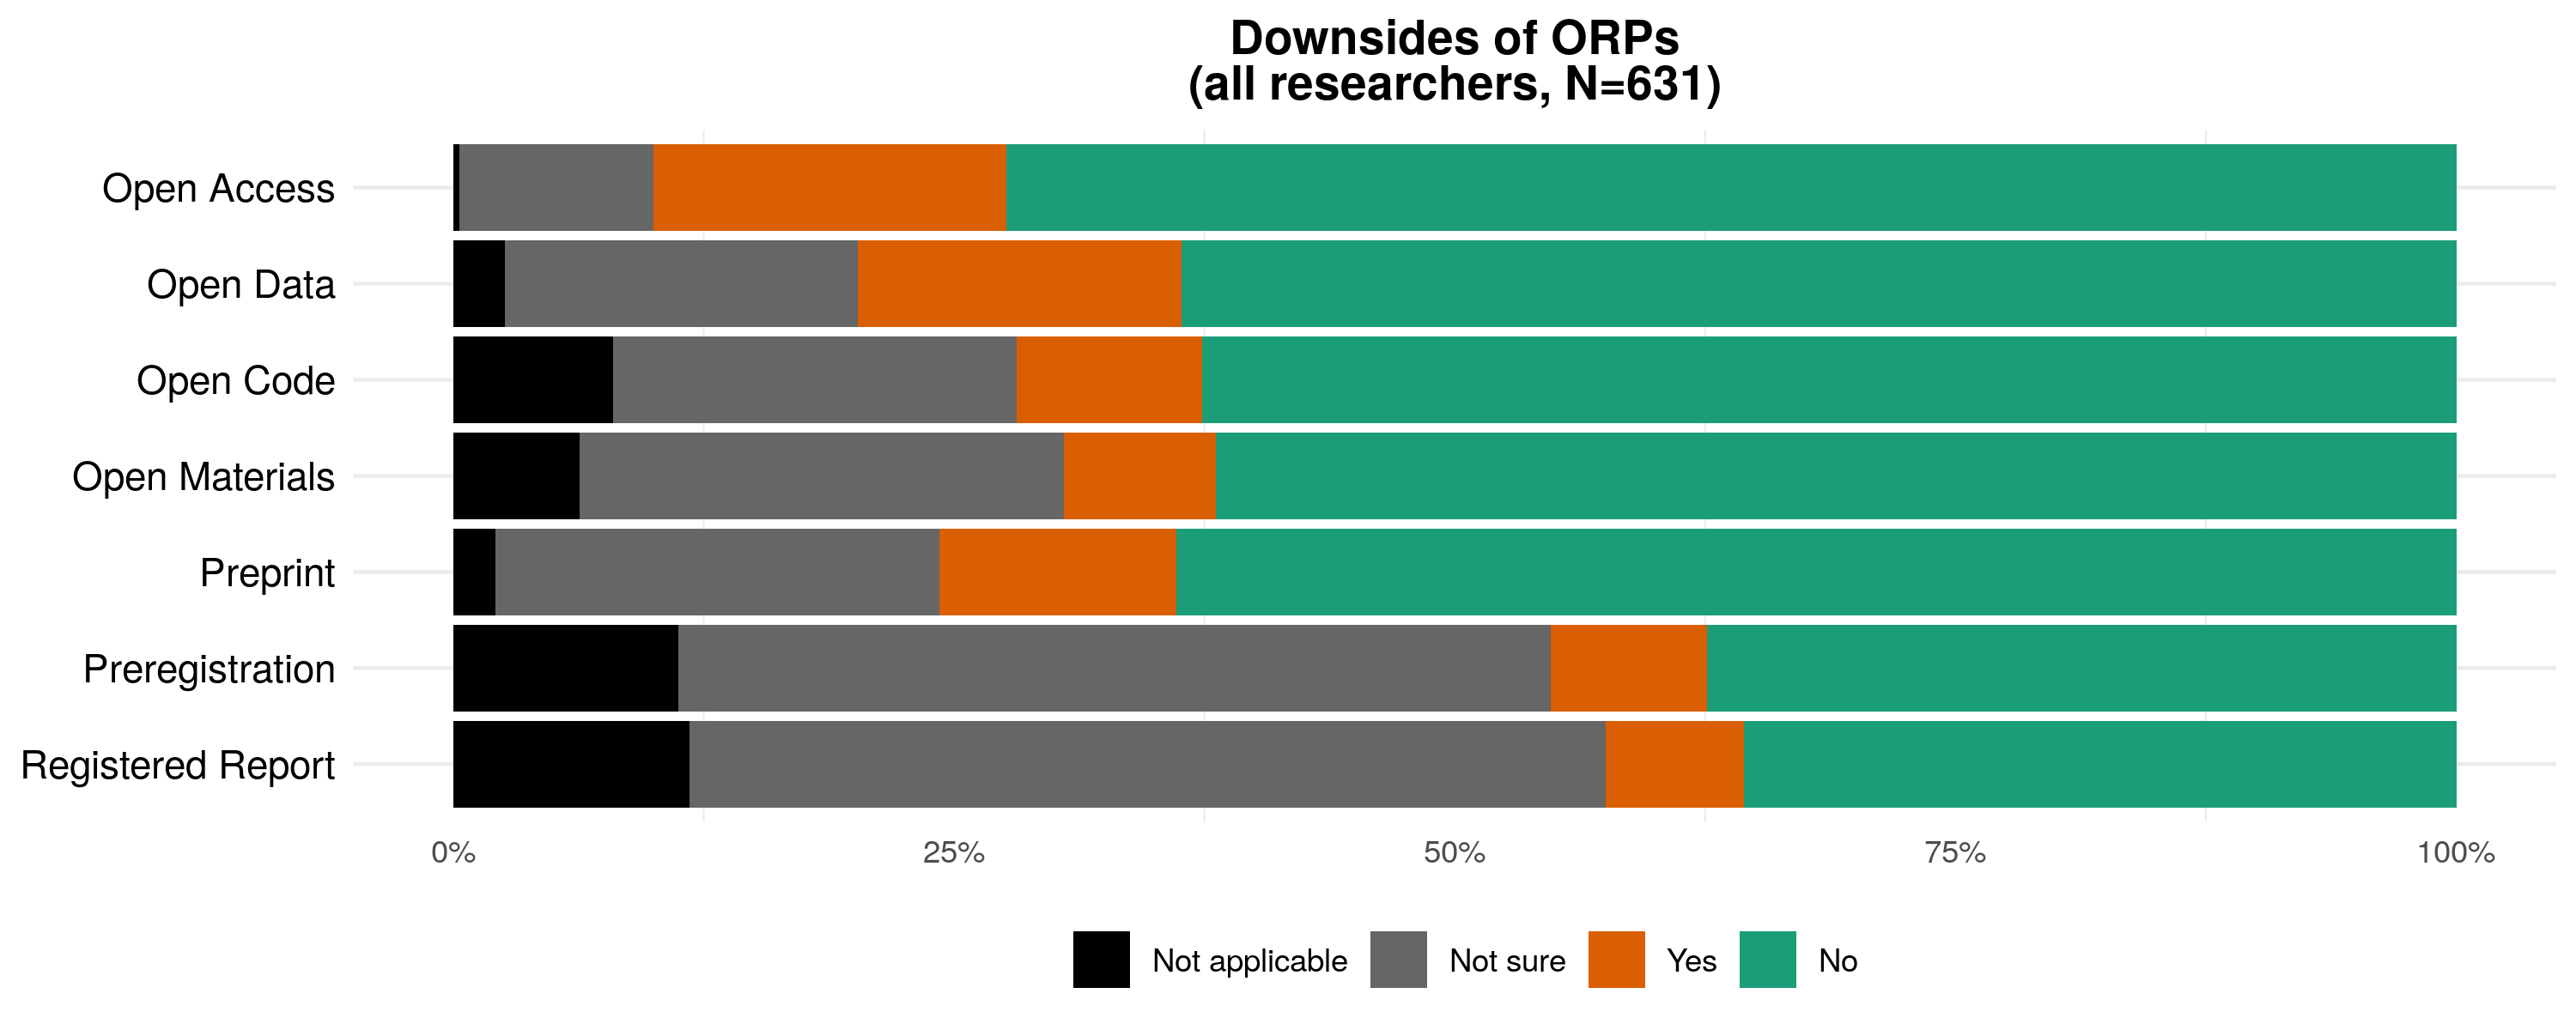 Downsides of ORPs
(all researchers, N=631)
Open Access
Open Data
Open Code
Open Materials
Preprint
Preregistration
Registered Report
0% 25% 50% 75% 100%
Not applicable Not sure Yes No